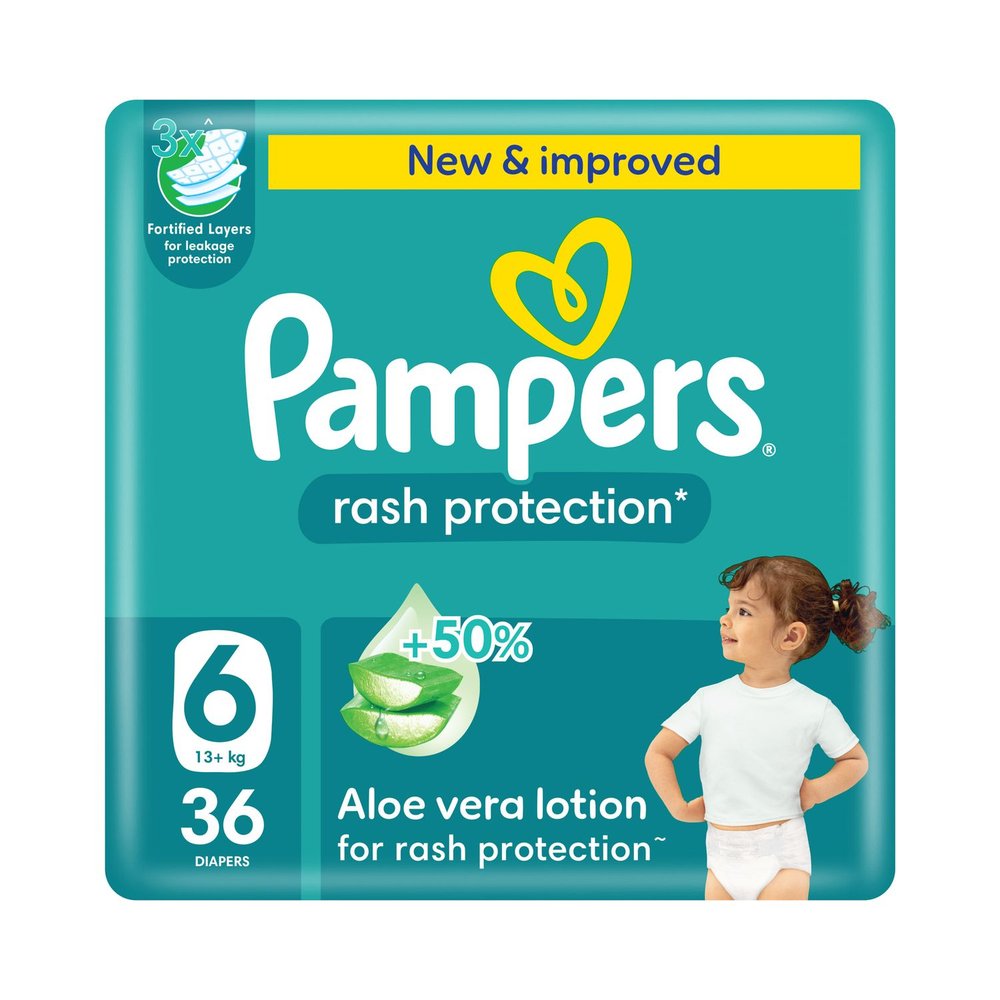 3x^
Fortified Layers
for leakage
protection
New & improved
Pampers®
rash protection*
6
13+ kg
36
DIAPERS
+50%
Aloe vera lotion
for rash protection~